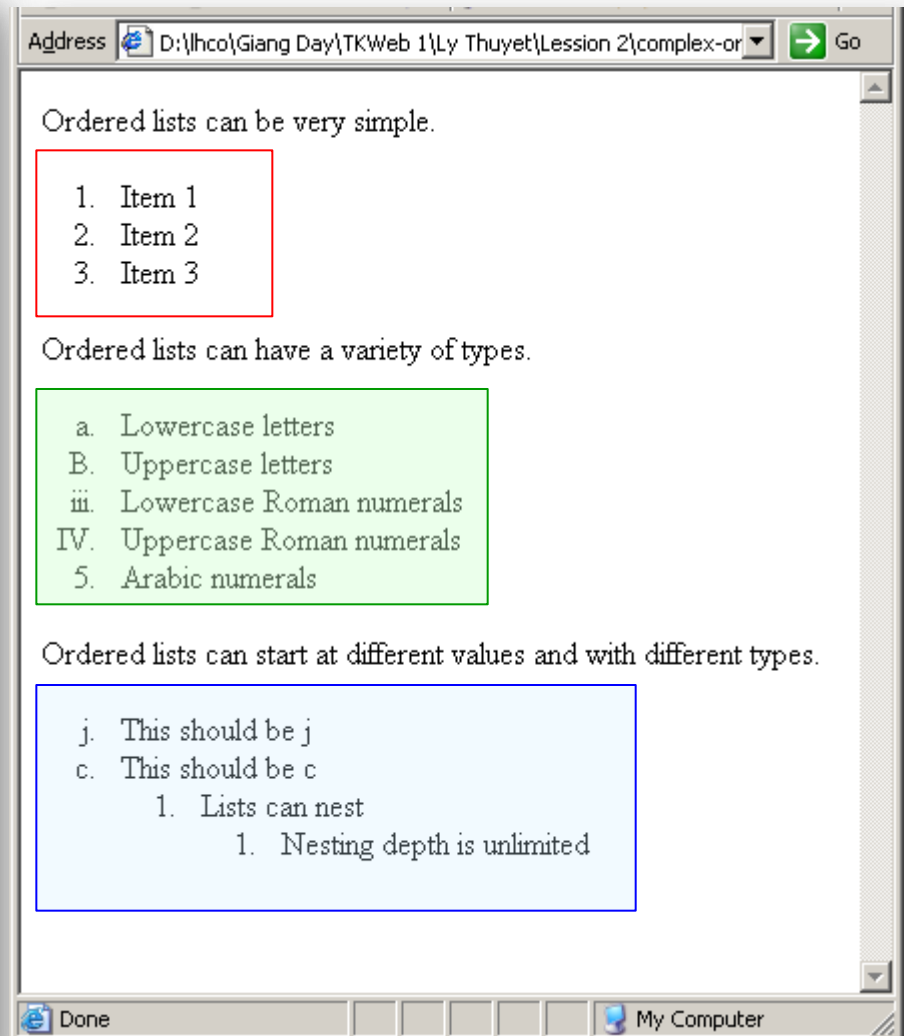 Address D:\lhco\Giang Day\TKWeb 1\Ly Thuyet\Lession 2\complex-or Go
Ordered lists can be very simple.
1. Item 1
2. Item 2
3. Item 3
Ordered lists can have a variety of types.
a. Lowercase letters
B. Uppercase letters
iii. Lowercase Roman numerals
IV. Uppercase Roman numerals
5. Arabic numerals
Ordered lists can start at different values and with different types.
j. This should be j
c. This should be c
1. Lists can nest
1. Nesting depth is unlimited
Done My Computer